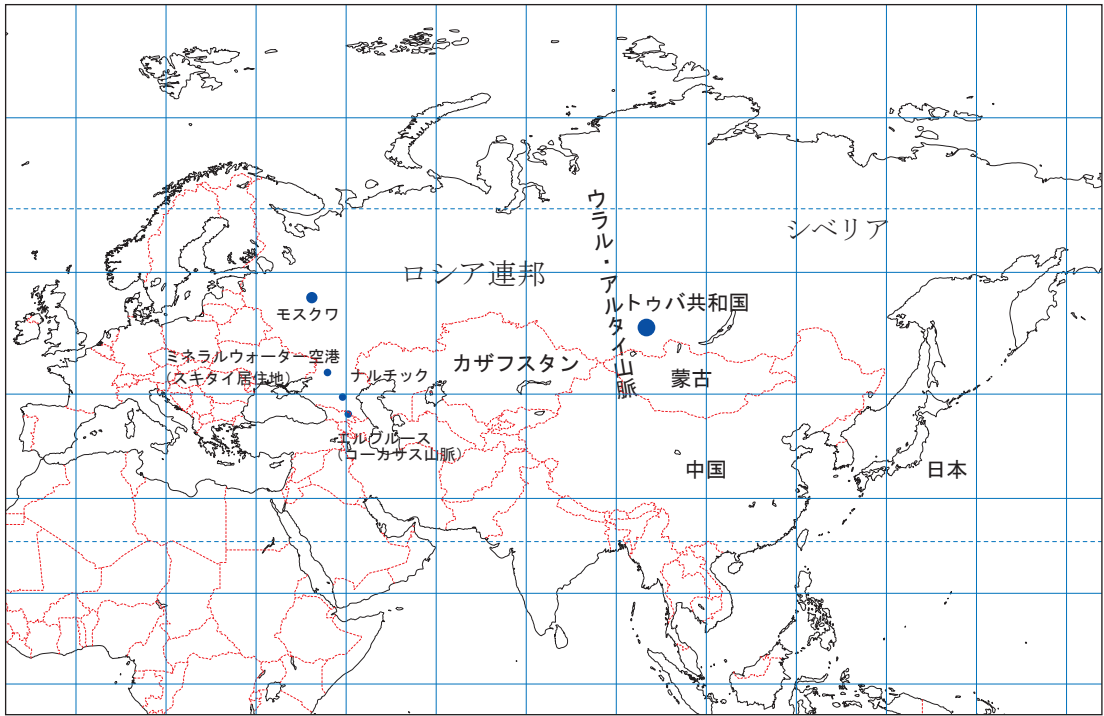 ウラル・アルタイ山脈
シベリア
ロシア連邦
トゥバ共和国
モスクワ
ミネラルウォーター空港
(スキタイ居住地)
ナルチック
カザフスタン
蒙古
エルブルース
(コーカサス山脈)
中国
日本